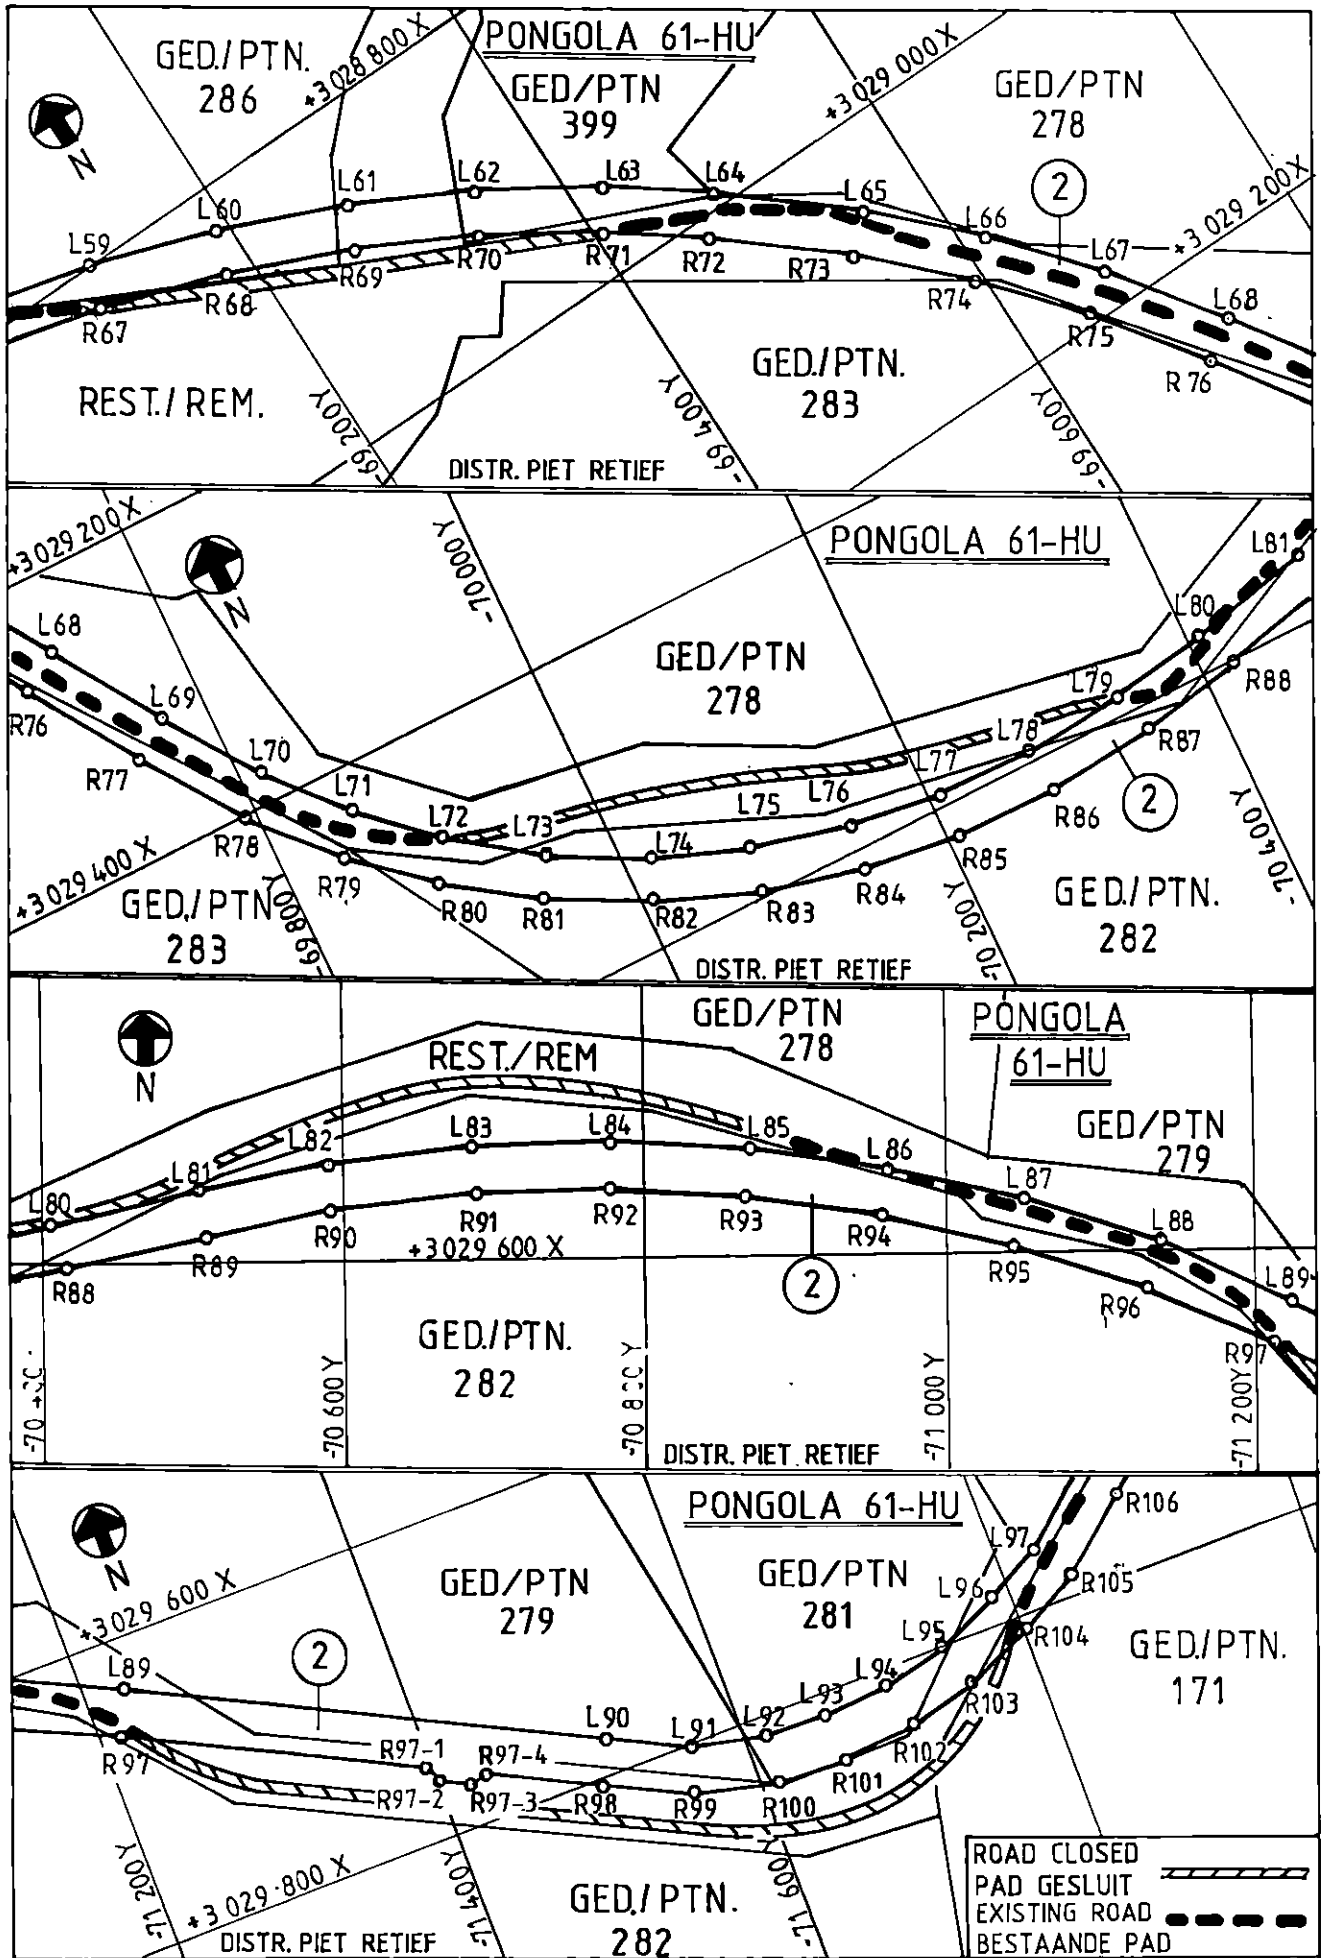 PONGOLA 61-HU
GED./PTN.
286
+3 028 800 X
GED/PTN
399
+3 029 000 X
GED/PTN
278
N
L59
L60
L61
L62
L63
L64
L65
L66
2
L67
L68
+3 029 200 X
R67
R68
R69
R70
R71
R72
R73
R74
R75
R76
REST./REM.
GED./PTN.
283
-69 200Y
-69 400 Y
-69 600Y
DISTR. PIET RETIEF
+3 029 200 X
-70 000 Y
PONGOLA 61-HU
N
L68
L69
L70
L71
L72
L73
L74
L75
L76
L77
L78
L79
L80
L81
GED/PTN
278
R76
R77
R78
R79
R80
R81
R82
R83
R84
R85
R86
R87
R88
2
+3 029 400 X
GED./PTN
283
-69 800 Y
-70 200 Y
-70 400 Y
GED./PTN.
282
DISTR. PIET RETIEF
GED/PTN
278
PONGOLA
61-HU
N
REST./REM
GED/PTN
279
L80
L81
L82
L83
L84
L85
L86
L87
L88
L89
R88
R89
R90
R91
R92
R93
R94
R95
R96
R97
+3 029 600 X
2
GED./PTN.
282
-70 600 Y
-71 000 Y
-71 200Y
DISTR. PIET RETIEF
PONGOLA 61-HU
N
+3 029 600 X
GED/PTN
279
GED/PTN
281
GED./PTN.
171
2
L89
L90
L91
L92
L93
L94
L95
L96
L97
R97
R97-1
R97-2
R97-3
R97-4
R98
R99
R100
R101
R102
R103
R104
R105
R106
-71 200 Y
+3 029 800 X
-71 400Y
-71 600
GED./PTN.
282
DISTR. PIET RETIEF
ROAD CLOSED
PAD GESLUIT
EXISTING ROAD
BESTAANDE PAD